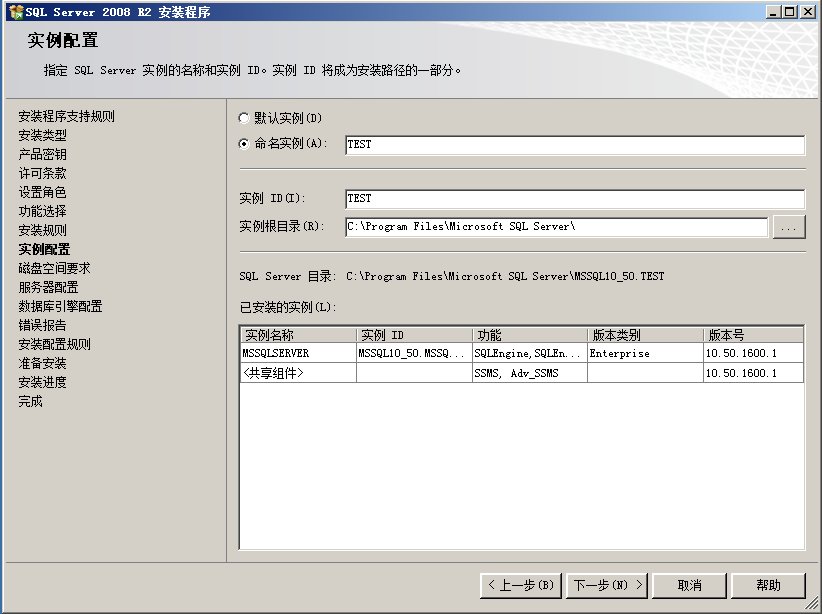 SQL Server 2008 R2 安装程序
实例配置
指定 SQL Server 实例的名称和实例 ID。实例 ID 将成为安装路径的一部分。
安装程序支持规则
安装类型
产品密钥
许可条款
设置角色
功能选择
安装规则
实例配置
磁盘空间要求
服务器配置
数据库引擎配置
错误报告
安装配置规则
准备安装
安装进度
完成
默认实例(D)
命名实例(A): TEST
实例 ID(I): TEST
实例根目录(R): C:\Program Files\Microsoft SQL Server\ ...
SQL Server 目录: C:\Program Files\Microsoft SQL Server\MSSQL10_50.TEST
已安装的实例(L):
实例名称 实例 ID 功能 版本类别 版本号
MSSQLSERVER MSSQL10_50.MSSQ... SQLEngine,SQLEn... Enterprise 10.50.1600.1
<共享组件> SSMS, Adv_SSMS 10.50.1600.1
< 上一步(B) 下一步(N) > 取消 帮助